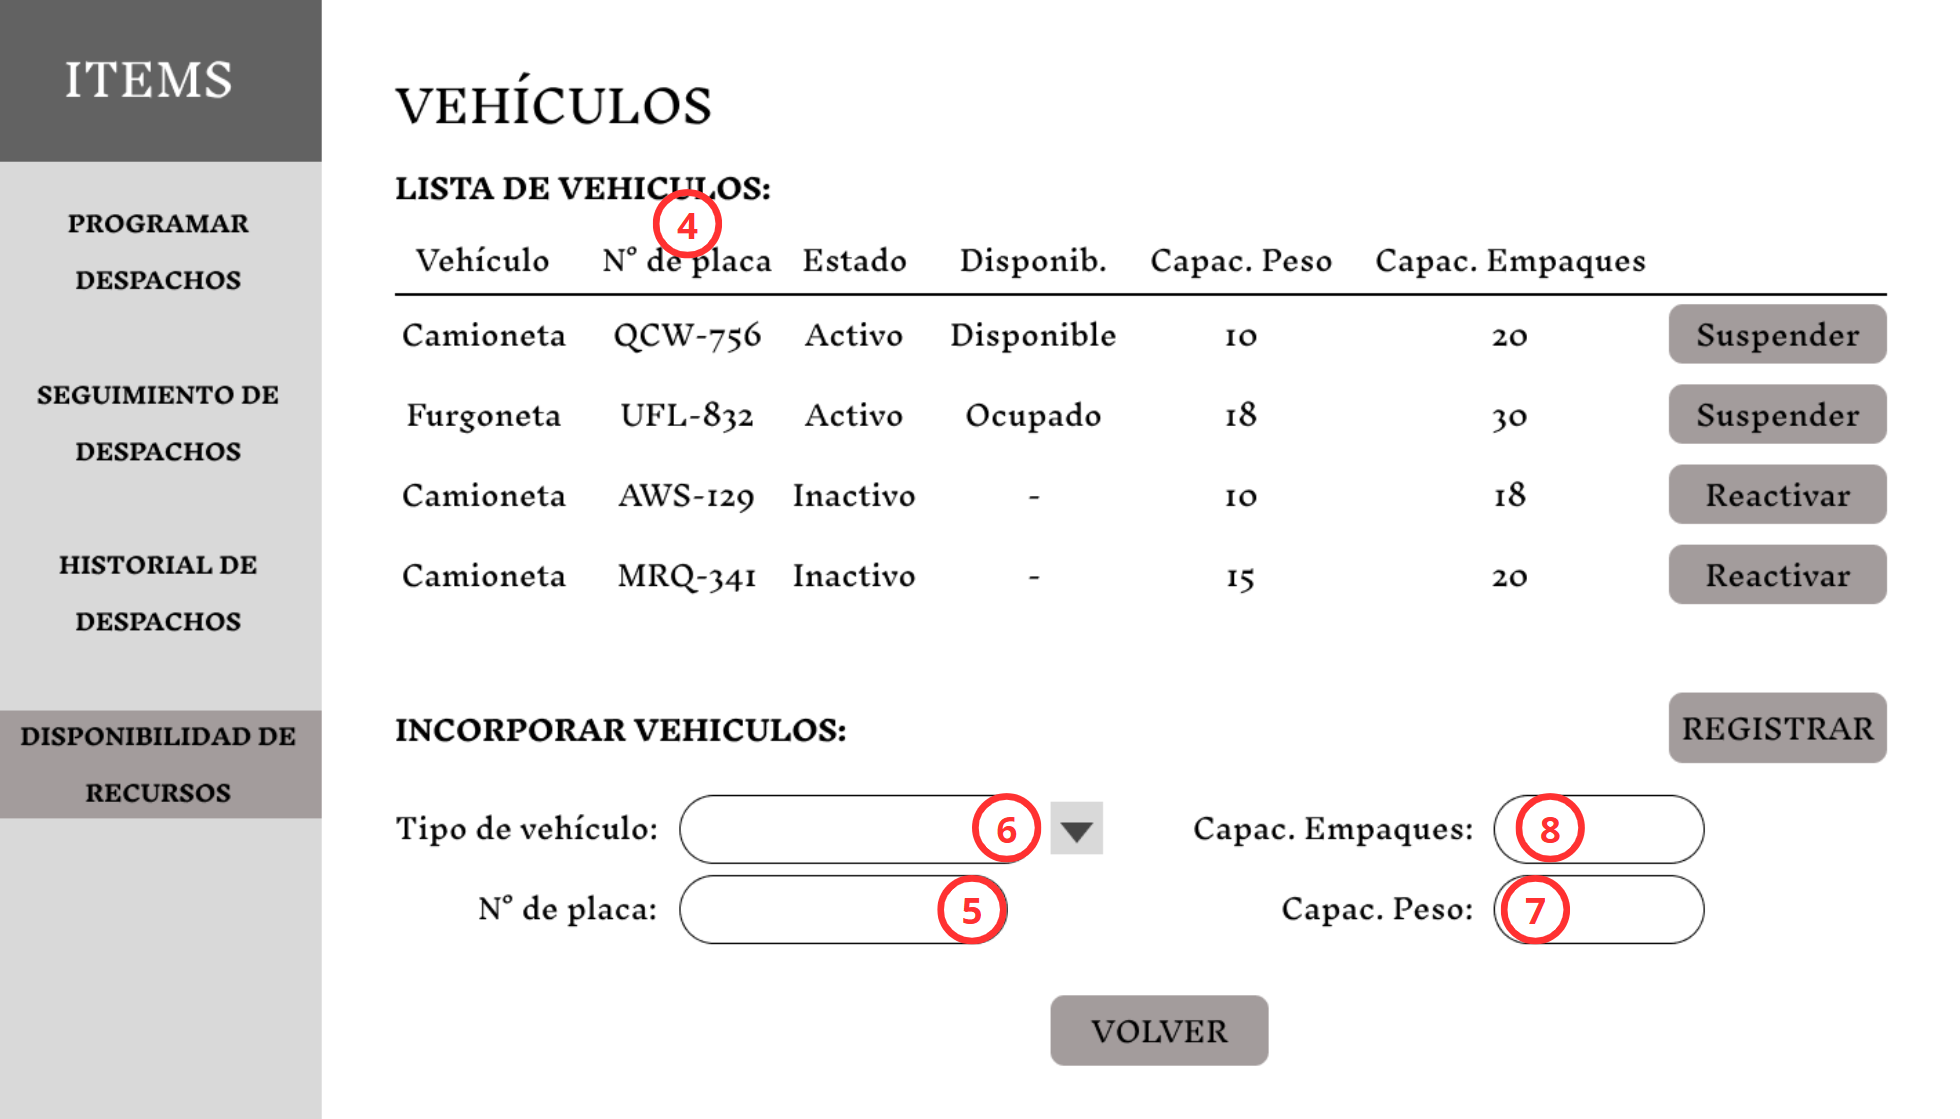 ITEMS
PROGRAMAR
DESPACHOS
SEGUIMIENTO DE
DESPACHOS
HISTORIAL DE
DESPACHOS
DISPONIBILIDAD DE
RECURSOS
VEHÍCULOS
LISTA DE VEHICULOS:
4
Vehículo N° de placa Estado Disponib. Capac. Peso Capac. Empaques
Camioneta QCW-756 Activo Disponible 10 20 Suspender
Furgoneta UFL-832 Activo Ocupado 18 30 Suspender
Camioneta AWS-129 Inactivo - 10 18 Reactivar
Camioneta MRQ-341 Inactivo - 15 20 Reactivar
INCORPORAR VEHICULOS: REGISTRAR
Tipo de vehículo: 6 Capac. Empaques: 8
N° de placa: 5 Capac. Peso: 7
VOLVER